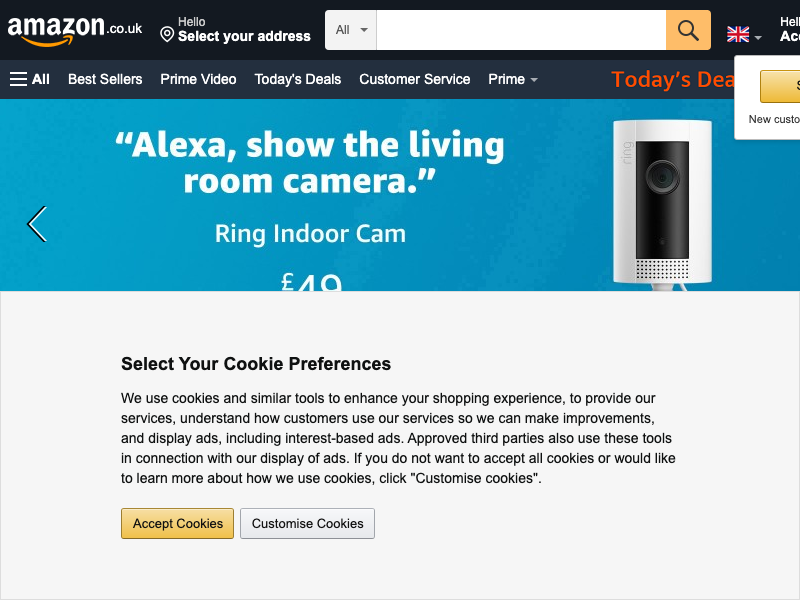 amazon.co.uk
Hello
Select your address
All
Hell
Acc
All
Best Sellers
Prime Video
Today's Deals
Customer Service
Prime
Today's Dea
S
New custo
“Alexa, show the living
room camera.”
Ring Indoor Cam
£49
ring
Select Your Cookie Preferences
We use cookies and similar tools to enhance your shopping experience, to provide our
services, understand how customers use our services so we can make improvements,
and display ads, including interest-based ads. Approved third parties also use these tools
in connection with our display of ads. If you do not want to accept all cookies or would like
to learn more about how we use cookies, click "Customise cookies".
Accept Cookies
Customise Cookies